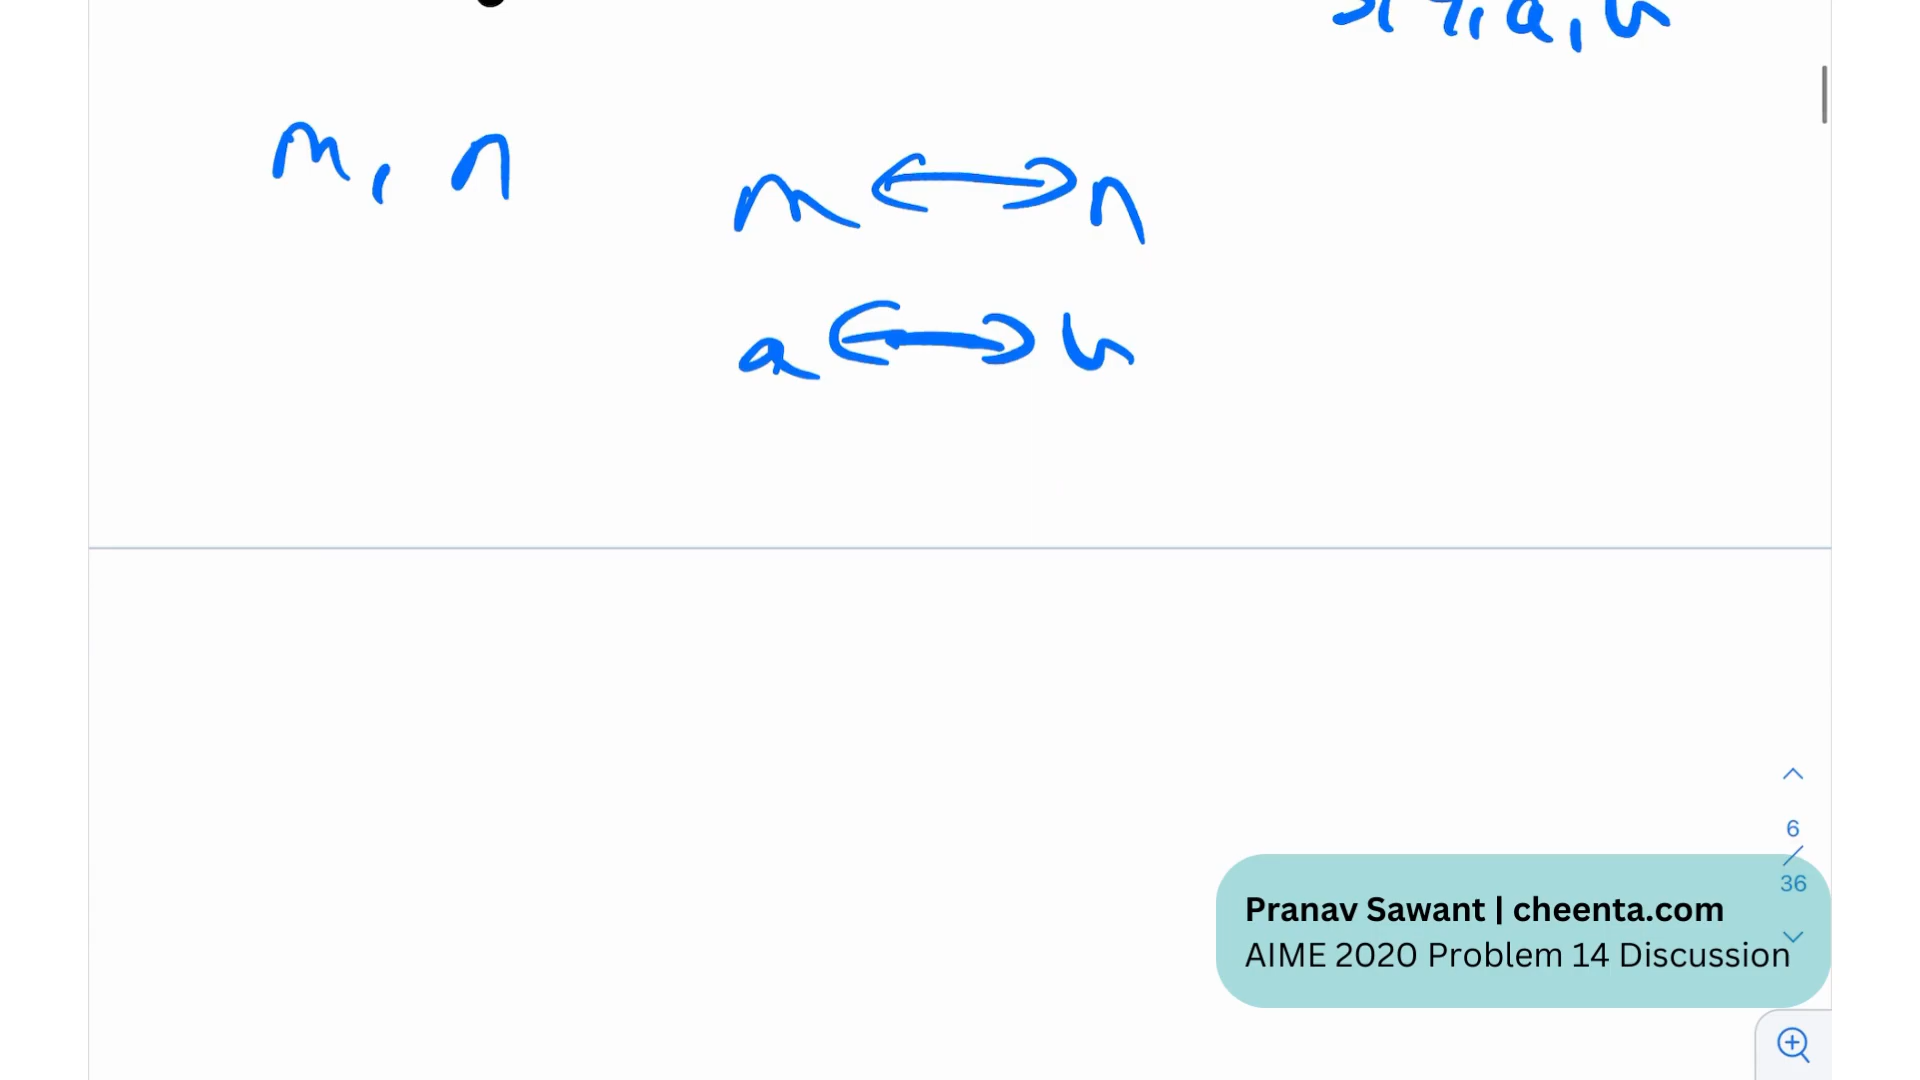 m, n
m ↔ n
a ↔ b
6
/
36
Pranav Sawant | cheenta.com
AIME 2020 Problem 14 Discussion